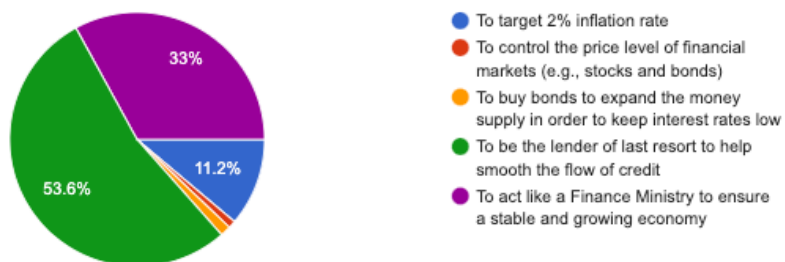 33%
11.2%
53.6%
To target 2% inflation rate
To control the price level of financial
markets (e.g., stocks and bonds)
To buy bonds to expand the money
supply in order to keep interest rates low
To be the lender of last resort to help
smooth the flow of credit
To act like a Finance Ministry to ensure
a stable and growing economy